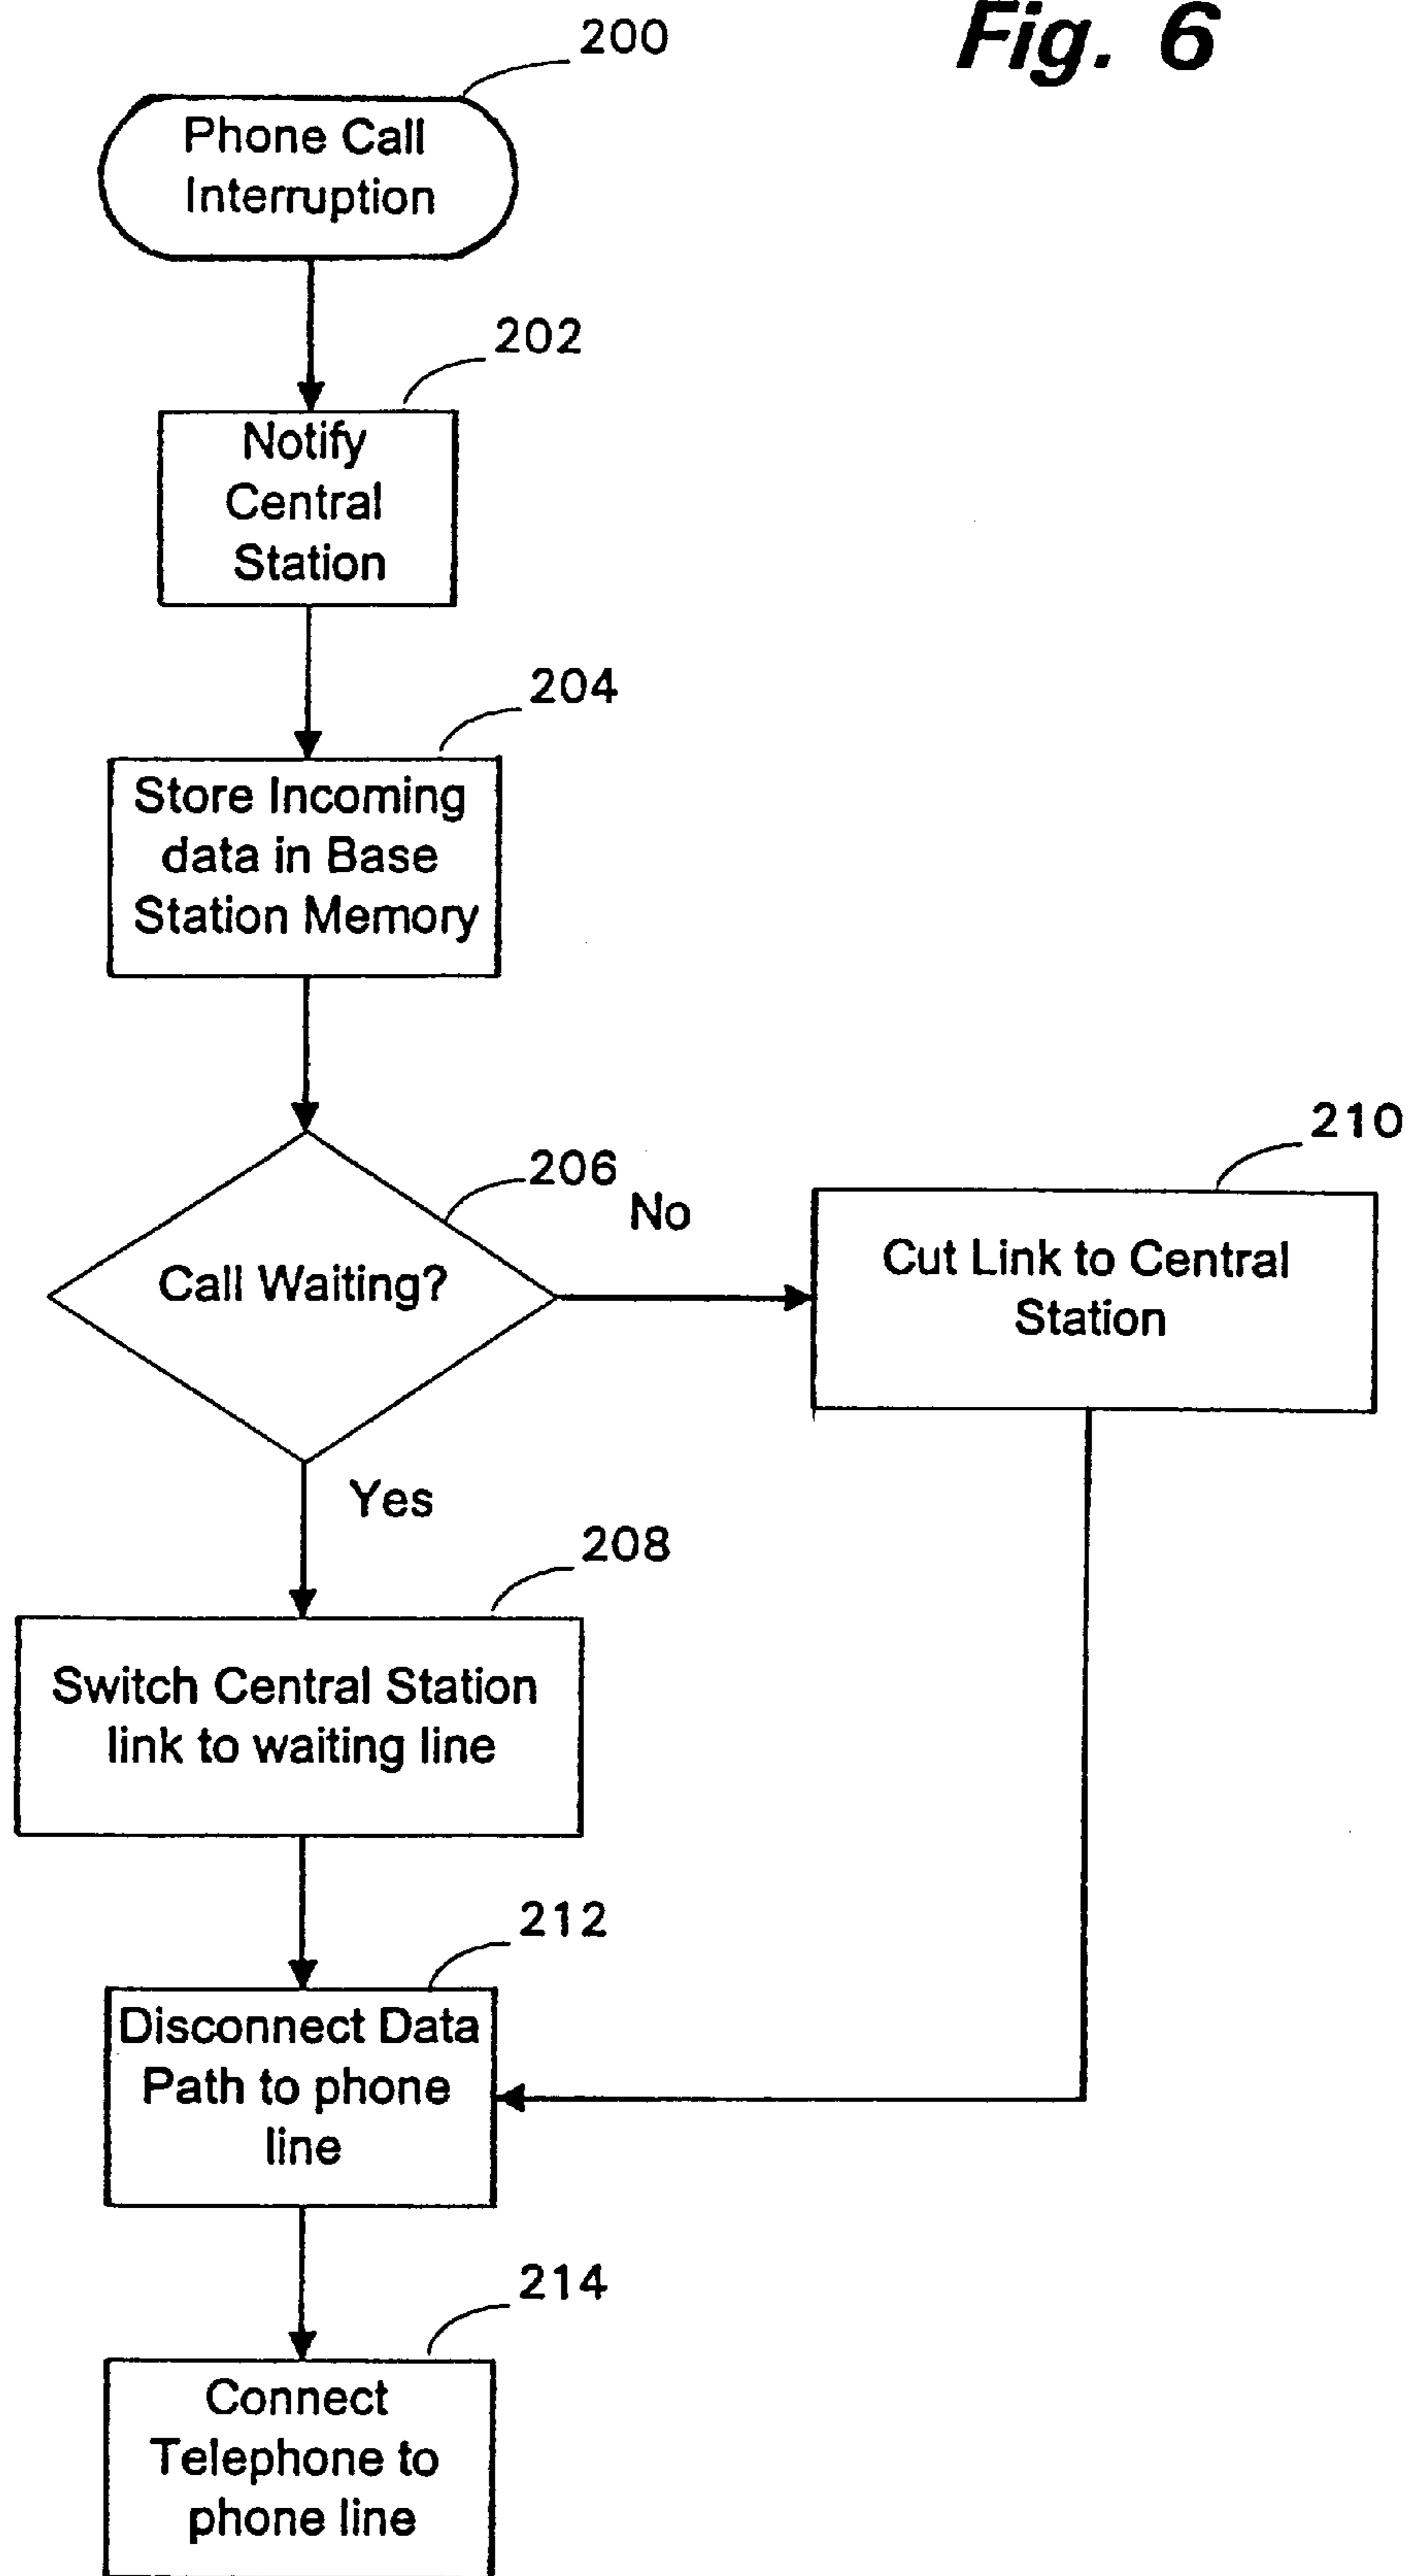 Fig. 6
200
Phone Call
Interruption
202
Notify
Central
Station
204
Store Incoming
data in Base
Station Memory
206
Call Waiting?
No
210
Cut Link to Central
Station
Yes
208
Switch Central Station
link to waiting line
212
Disconnect Data
Path to phone
line
214
Connect
Telephone to
phone line